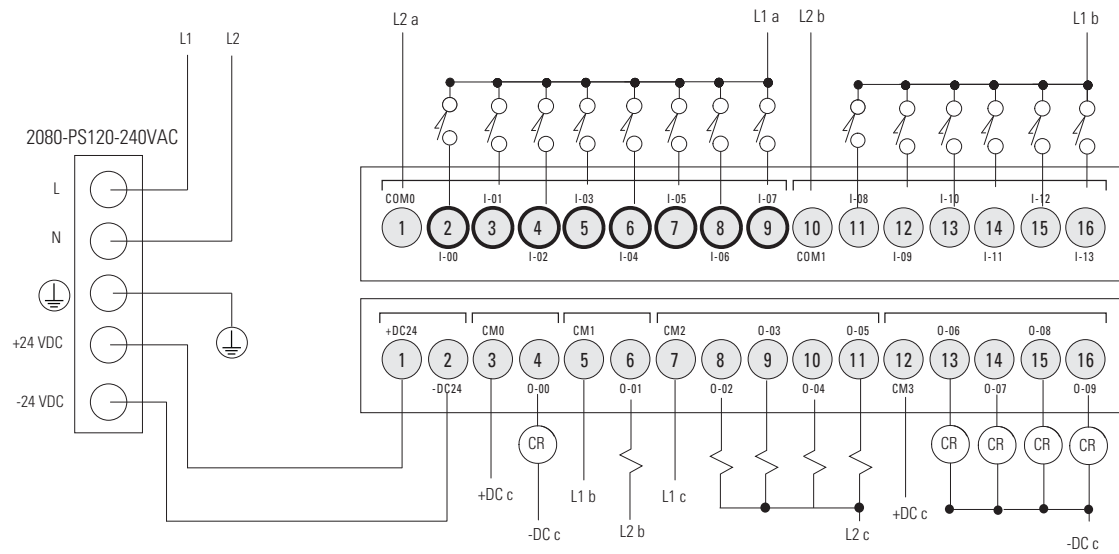 L2 a L1 a L2 b L1 b
L1 L2
2080-PS120-240VAC
L
N
+24 VDC
-24 VDC
COM0 I-01 I-03 I-05 I-07 I-08 I-10 I-12
1 2 3 4 5 6 7 8 9 10 11 12 13 14 15 16
I-00 I-02 I-04 I-06 COM1 I-09 I-11 I-13
+DC24 CM0 CM1 CM2 O-03 O-05 O-06 O-08
1 2 3 4 5 6 7 8 9 10 11 12 13 14 15 16
-DC24 O-00 O-01 O-02 O-04 CM3 O-07 O-09
CR CR CR CR CR
+DC c L1 b L1 c +DC c
-DC c L2 b L2 c -DC c